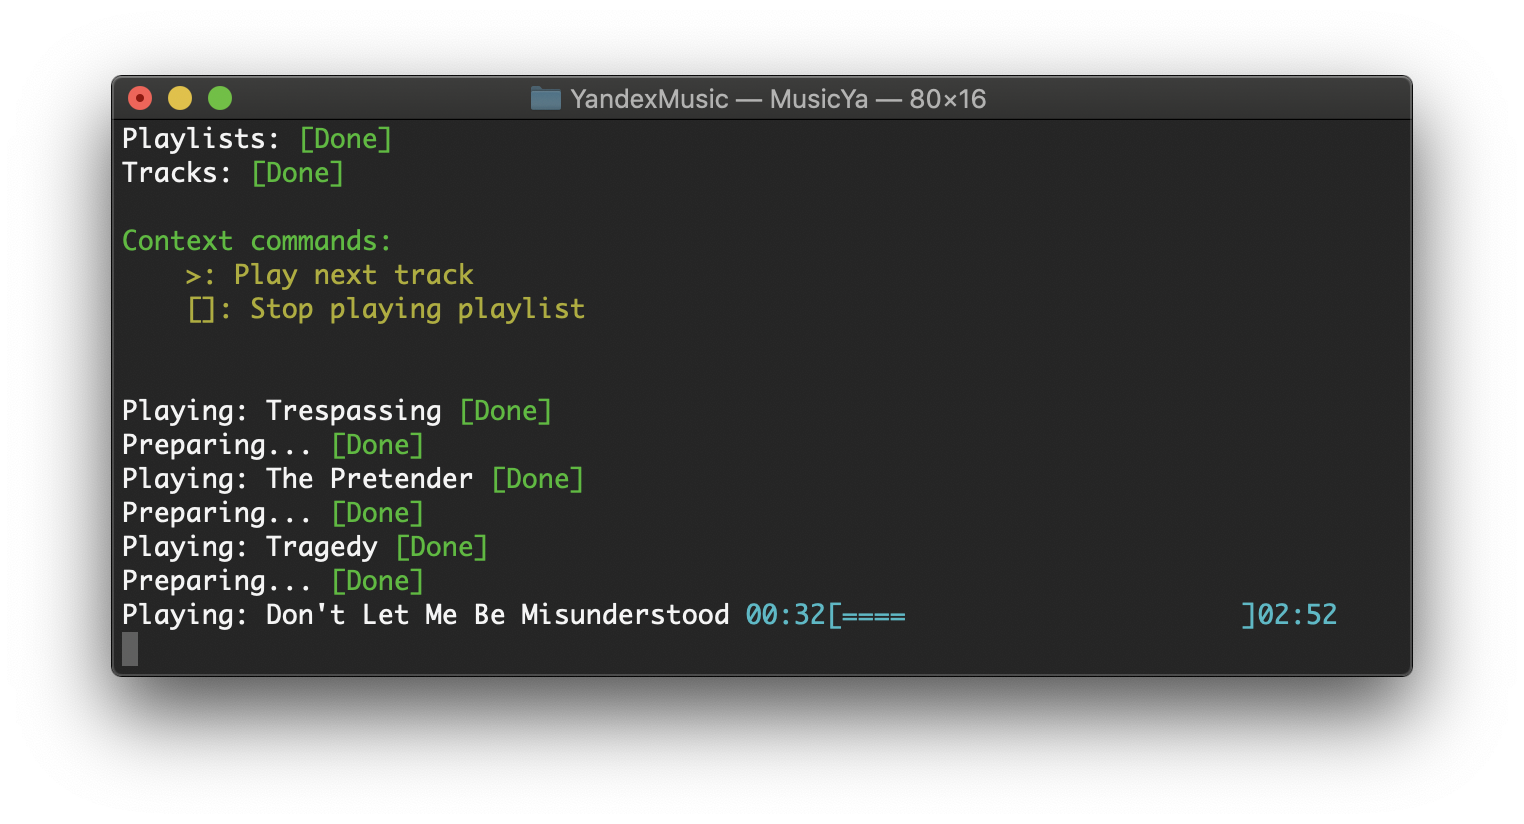 YandexMusic — MusicYa — 80×16
Playlists: [Done]
Tracks: [Done]
Context commands:
>: Play next track
[]: Stop playing playlist
Playing: Trespassing [Done]
Preparing... [Done]
Playing: The Pretender [Done]
Preparing... [Done]
Playing: Tragedy [Done]
Preparing... [Done]
Playing: Don't Let Me Be Misunderstood 00:32[====                     ]02:52